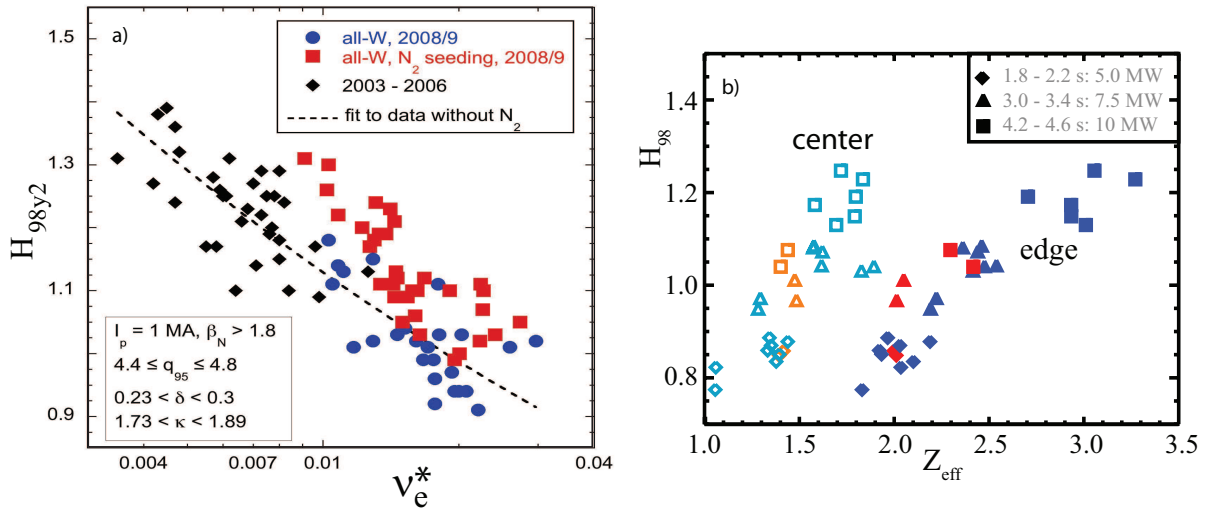 a)
all-W, 2008/9
all-W, N₂ seeding, 2008/9
2003 - 2006
fit to data without N₂
1.5
1.3
1.1
0.9
H98y2
Iₚ = 1 MA, βN > 1.8
4.4 ≤ q₉₅ ≤ 4.8
0.23 < δ < 0.3
1.73 < κ < 1.89
0.004
0.007
0.01
0.04
νe*
b)
1.8 - 2.2 s: 5.0 MW
3.0 - 3.4 s: 7.5 MW
4.2 - 4.6 s: 10 MW
center
edge
1.4
1.2
1.0
0.8
H98
1.0
1.5
2.0
2.5
3.0
3.5
Zeff